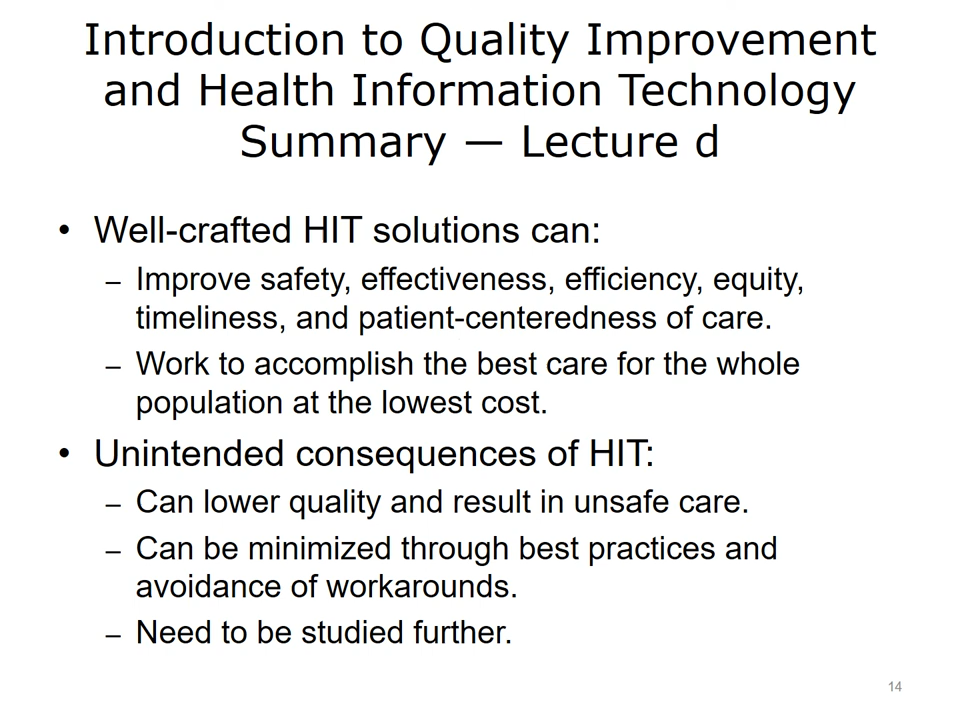 Introduction to Quality Improvement
and Health Information Technology
Summary — Lecture d
• Well-crafted HIT solutions can:
– Improve safety, effectiveness, efficiency, equity,
timeliness, and patient-centeredness of care.
– Work to accomplish the best care for the whole
population at the lowest cost.
• Unintended consequences of HIT:
– Can lower quality and result in unsafe care.
– Can be minimized through best practices and
avoidance of workarounds.
– Need to be studied further.
14